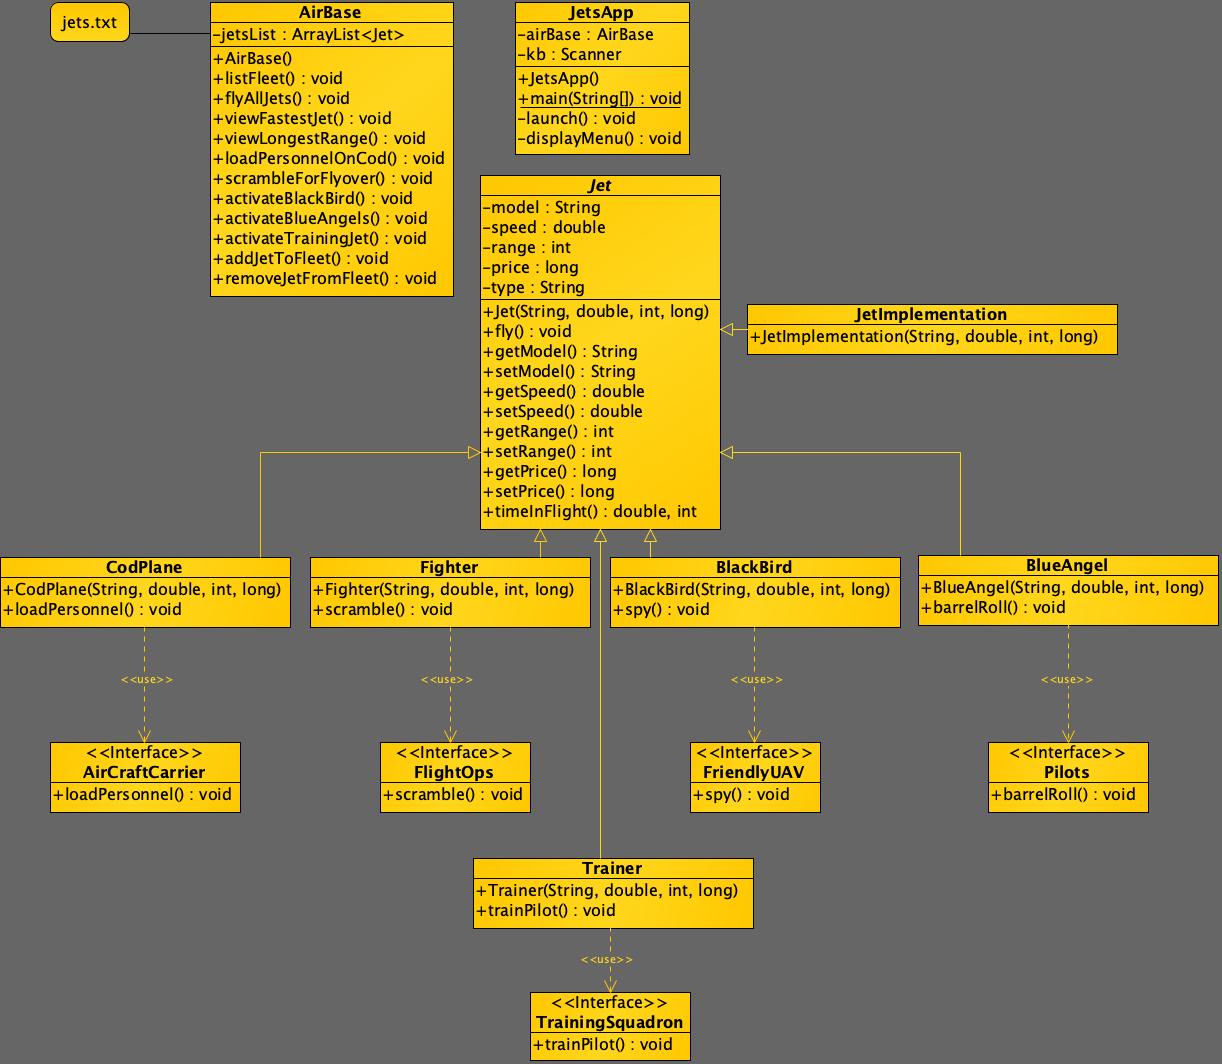 jets.txt
AirBase
-jetsList : ArrayList<Jet>
+AirBase()
+listFleet() : void
+flyAllJets() : void
+viewFastestJet() : void
+viewLongestRange() : void
+loadPersonnelOnCod() : void
+scrambleForFlyover() : void
+activateBlackBird() : void
+activateBlueAngels() : void
+activateTrainingJet() : void
+addJetToFleet() : void
+removeJetFromFleet() : void
JetsApp
-airBase : AirBase
-kb : Scanner
+JetsApp()
+main(String[]) : void
-launch() : void
-displayMenu() : void
Jet
-model : String
-speed : double
-range : int
-price : long
-type : String
+Jet(String, double, int, long)
+fly() : void
+getModel() : String
+setModel() : String
+getSpeed() : double
+setSpeed() : double
+getRange() : int
+setRange() : int
+getPrice() : long
+setPrice() : long
+timeInFlight() : double, int
JetImplementation
+JetImplementation(String, double, int, long)
CodPlane
+CodPlane(String, double, int, long)
+loadPersonnel() : void
Fighter
+Fighter(String, double, int, long)
+scramble() : void
BlackBird
+BlackBird(String, double, int, long)
+spy() : void
BlueAngel
+BlueAngel(String, double, int, long)
+barrelRoll() : void
<<use>>
<<use>>
<<use>>
<<use>>
<<Interface>>
AirCraftCarrier
+loadPersonnel() : void
<<Interface>>
FlightOps
+scramble() : void
<<Interface>>
FriendlyUAV
+spy() : void
<<Interface>>
Pilots
+barrelRoll() : void
Trainer
+Trainer(String, double, int, long)
+trainPilot() : void
<<use>>
<<Interface>>
TrainingSquadron
+trainPilot() : void